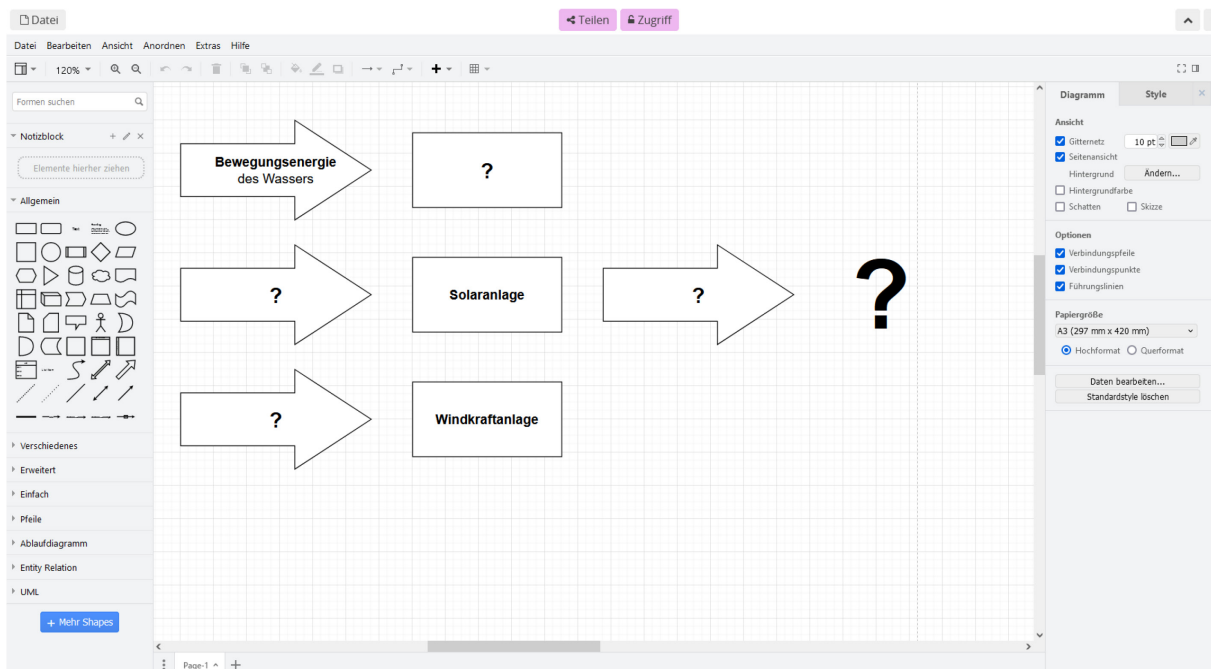 Datei
Teilen
Zugriff
Datei Bearbeiten Ansicht Anordnen Extras Hilfe
120%
Formen suchen
Notizblock
Elemente hierher ziehen
Allgemein
Text
Verschiedenes
Erweitert
Einfach
Pfeile
Ablaufdiagramm
Entity Relation
UML
+ Mehr Shapes
Bewegungsenergie
des Wassers
?
?
Solaranlage
?
?
?
Windkraftanlage
Page-1
Diagramm Style
Ansicht
Gitternetz 10 pt
Seitenansicht
Hintergrund Ändern...
Hintergrundfarbe
Schatten Skizze
Optionen
Verbindungspfeile
Verbindungspunkte
Führungslinien
Papiergröße
A3 (297 mm x 420 mm)
Hochformat Querformat
Daten bearbeiten...
Standardstyle löschen